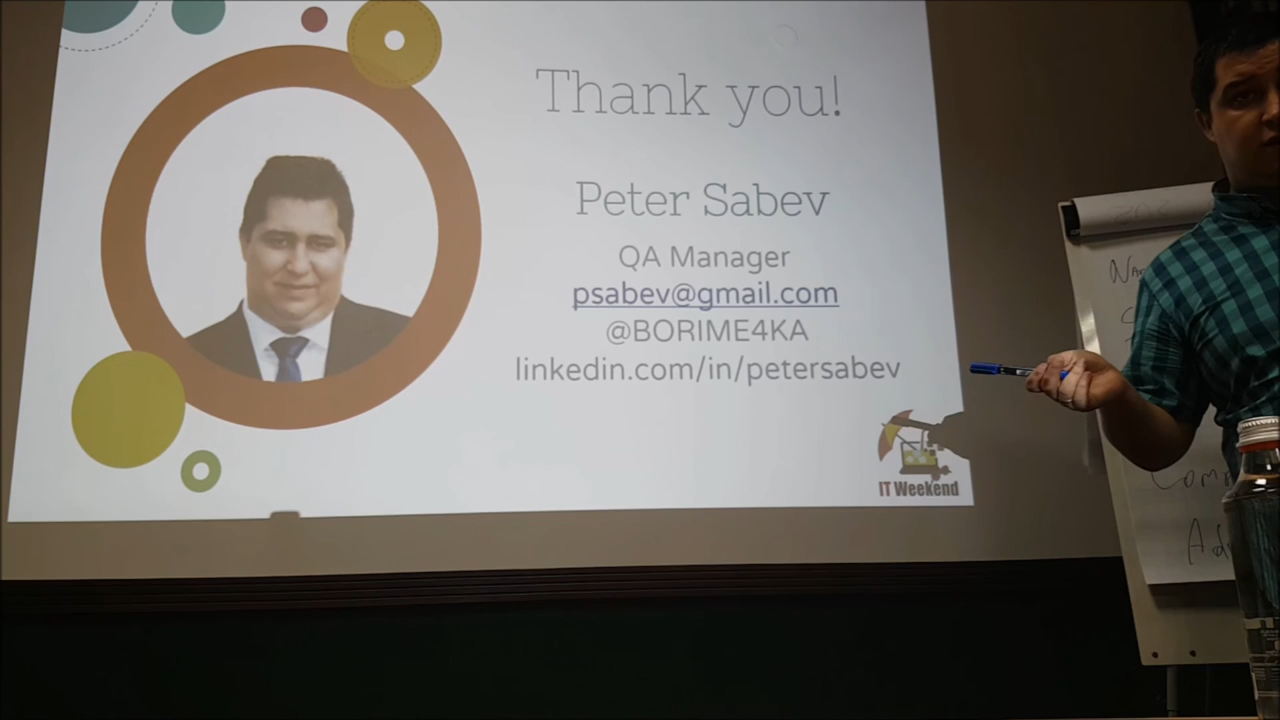 Thank you!
Peter Sabev
QA Manager
psabev@gmail.com
@BORIME4KA
linkedin.com/in/petersabev
IT Weekend